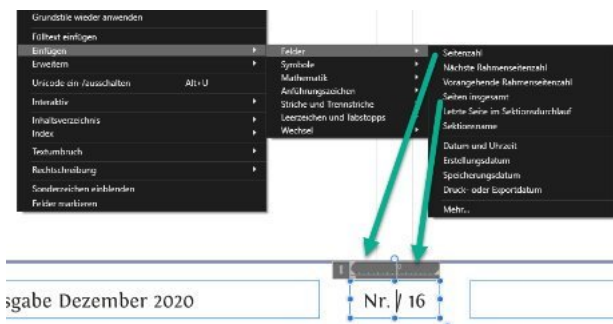 Grundstile wieder anwenden
Fülltext einfügen
Einfügen
Erweitern
Unicode ein-/ausschalten Alt+U
Interaktiv
Inhaltsverzeichnis
Index
Textumbruch
Rechtschreibung
Sonderzeichen einblenden
Felder markieren
Felder
Symbole
Mathematik
Anführungszeichen
Striche und Trennstriche
Leerzeichen und Tabstopps
Wechsel
Seitenzahl
Nächste Rahmenseitenzahl
Vorangehende Rahmenseitenzahl
Seiten insgesamt
Letzte Seite im Sektionsdurchlauf
Sektionsname
Datum und Uhrzeit
Erstellungsdatum
Speicherungsdatum
Druck- oder Exportdatum
Mehr...
sgabe Dezember 2020
Nr. / 16